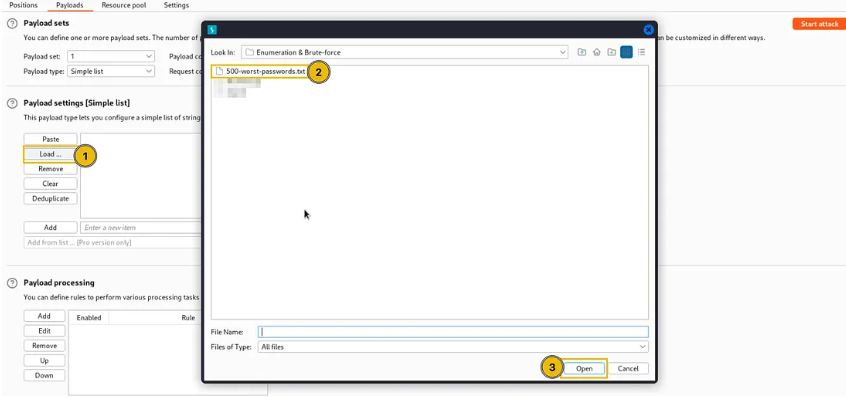 Positions Payloads Resource pool Settings
Payload sets
Start attack
You can define one or more payload sets. The number of
can be customized in different ways.
Payload set: 1 Payload co
Payload type: Simple list Request co
Payload settings [Simple list]
This payload type lets you configure a simple list of string
Paste
Load ... 1
Remove
Clear
Deduplicate
Add Enter a new item
Add from list ... [Pro version only]
Payload processing
You can define rules to perform various processing tasks
Add Enabled Rule
Edit
Remove
Up
Down
Look In: Enumeration & Brute-force
500-worst-passwords.txt 2
File Name:
Files of Type: All files
3 Open Cancel